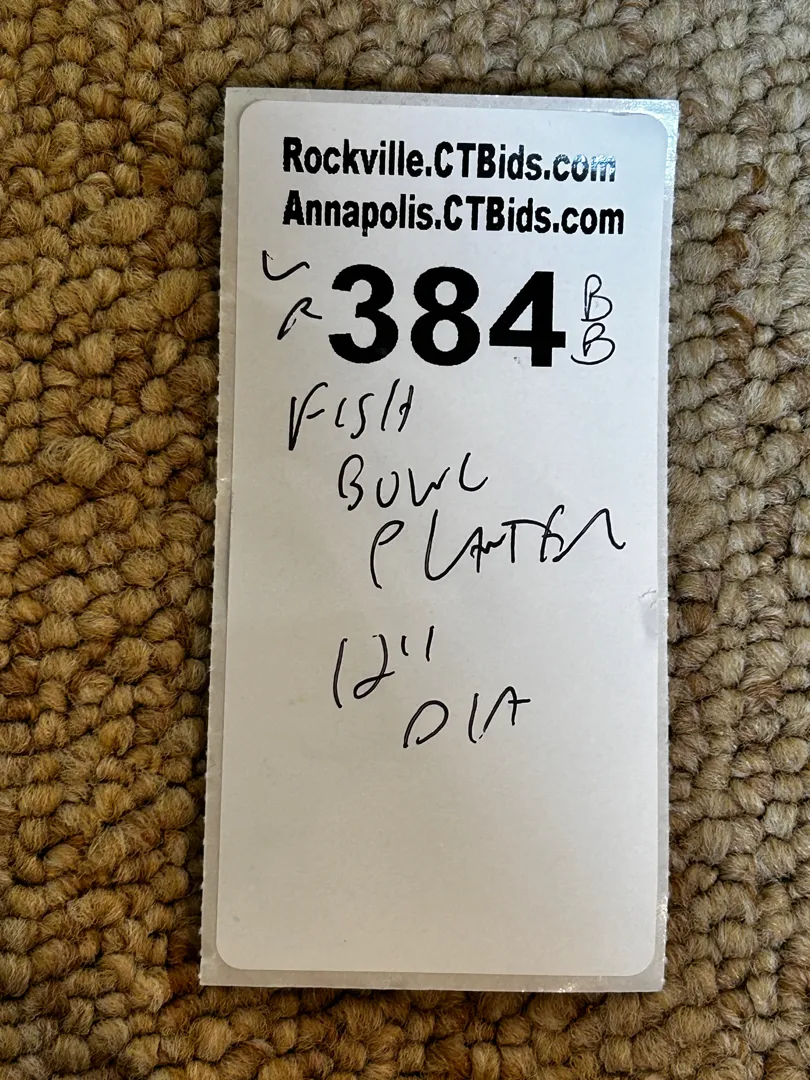 Rockville.CTBids.com
Annapolis.CTBids.com
L 384 B
R B
FISH
BOWL
PLANTER
12"
DIA